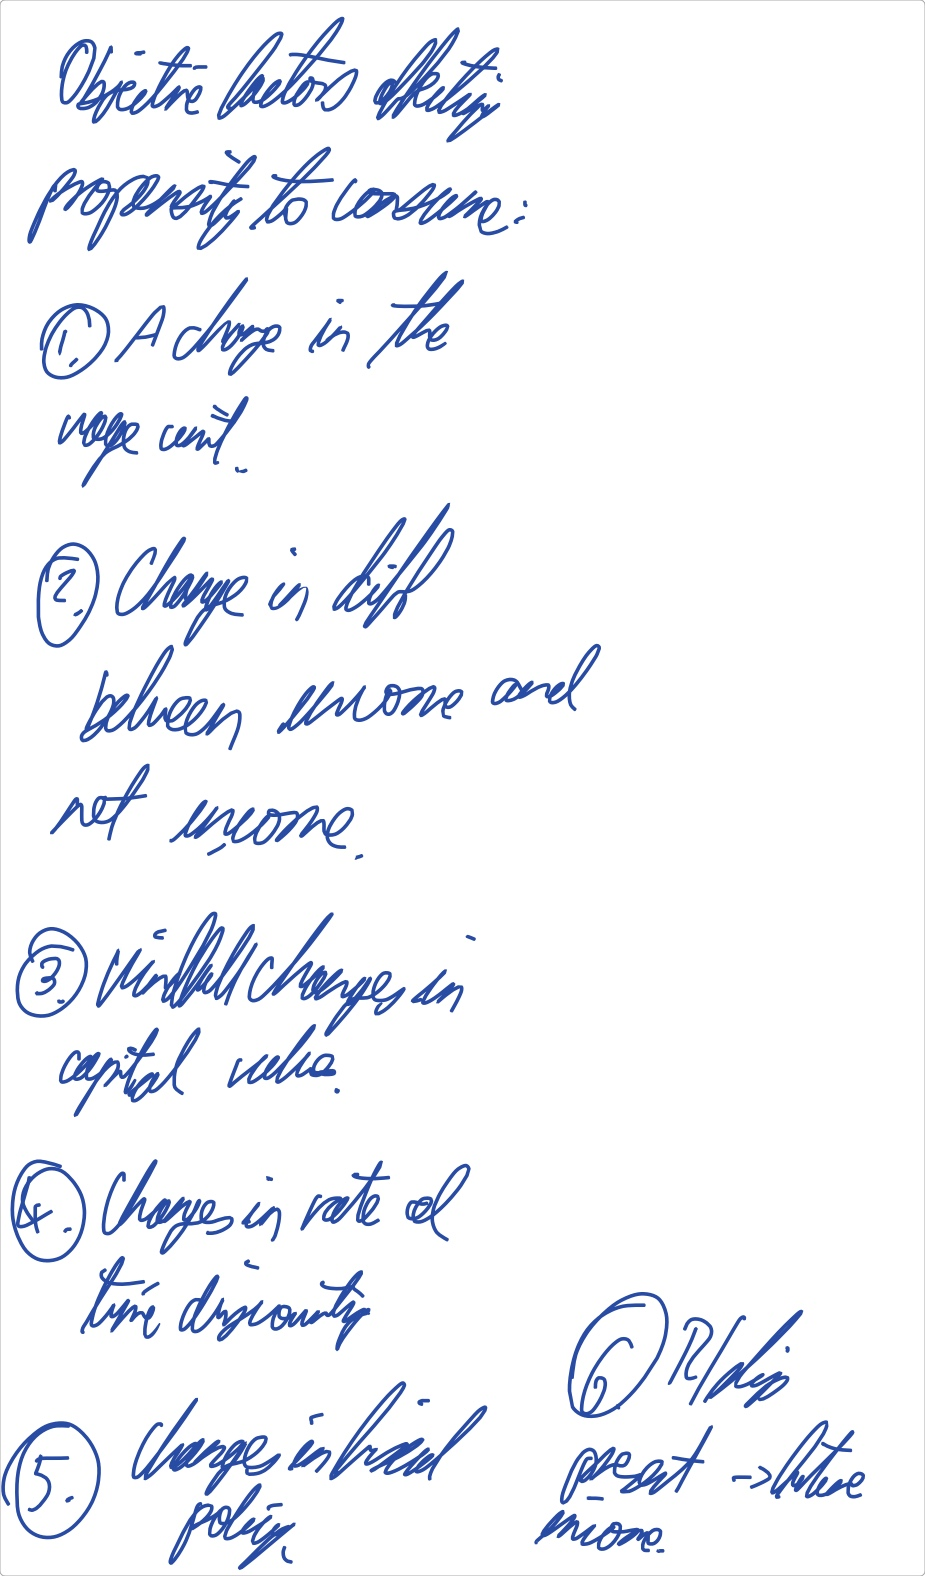 Objective factors affecting
propensity to consume:
1. A change in the
wage unit.
2. Change in diff
between income and
net income.
3. Windfall changes in
capital value.
4. Changes in rate of
time discounting
5. Changes in fiscal
policy.
6 R/ship
present -> future
income.